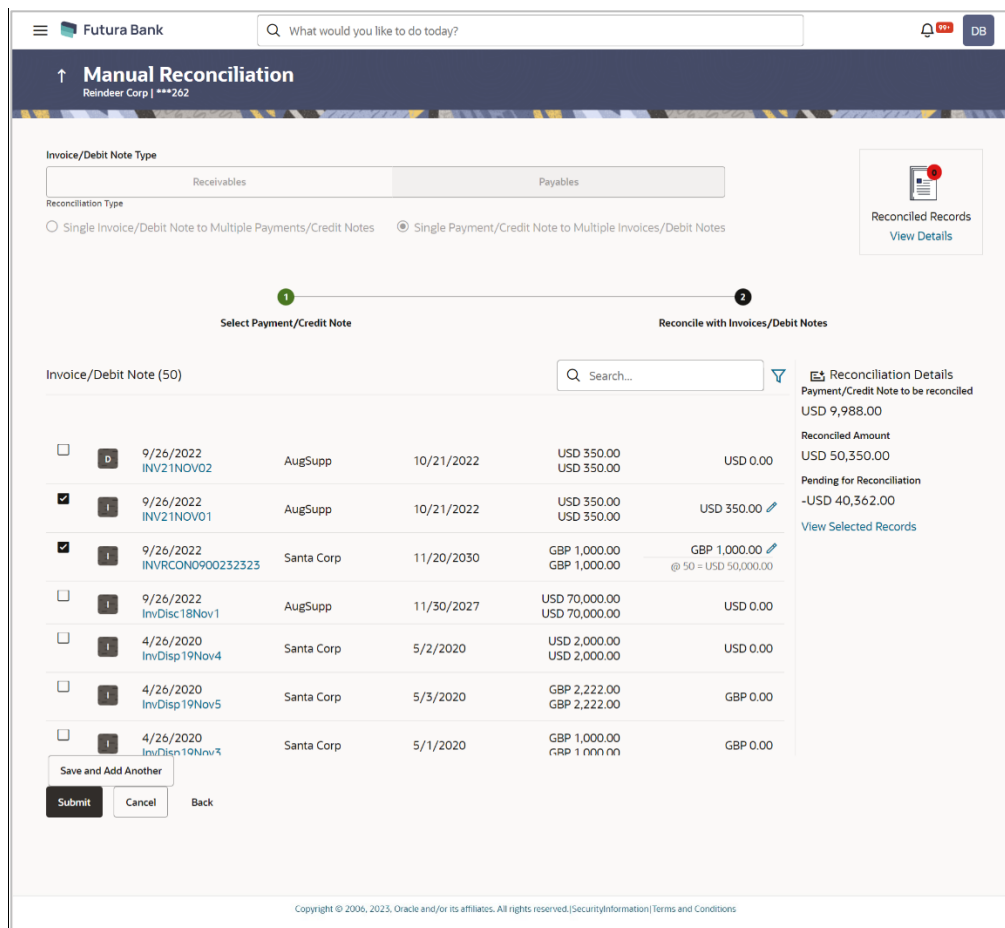 Futura Bank
What would you like to do today?
99+
DB
↑ Manual Reconciliation
Reindeer Corp | ***262
Invoice/Debit Note Type
Receivables
Payables
Reconciliation Type
Single Invoice/Debit Note to Multiple Payments/Credit Notes
Single Payment/Credit Note to Multiple Invoices/Debit Notes
0
Reconciled Records
View Details
1
2
Select Payment/Credit Note
Reconcile with Invoices/Debit Notes
Invoice/Debit Note (50)
Search...
D
9/26/2022
INV21NOV02
AugSupp
10/21/2022
USD 350.00
USD 350.00
USD 0.00
I
9/26/2022
INV21NOV01
AugSupp
10/21/2022
USD 350.00
USD 350.00
USD 350.00
I
9/26/2022
INVRCON0900232323
Santa Corp
11/20/2030
GBP 1,000.00
GBP 1,000.00
GBP 1,000.00
@ 50 = USD 50,000.00
I
9/26/2022
InvDisc18Nov1
AugSupp
11/30/2027
USD 70,000.00
USD 70,000.00
USD 0.00
I
4/26/2020
InvDisp19Nov4
Santa Corp
5/2/2020
USD 2,000.00
USD 2,000.00
USD 0.00
I
4/26/2020
InvDisp19Nov5
Santa Corp
5/3/2020
GBP 2,222.00
GBP 2,222.00
GBP 0.00
I
4/26/2020
InvDisp19Nov3
Santa Corp
5/1/2020
GBP 1,000.00
GBP 1,000.00
GBP 0.00
Reconciliation Details
Payment/Credit Note to be reconciled
USD 9,988.00
Reconciled Amount
USD 50,350.00
Pending for Reconciliation
-USD 40,362.00
View Selected Records
Save and Add Another
Submit
Cancel
Back
Copyright © 2006, 2023, Oracle and/or its affiliates. All rights reserved.|SecurityInformation|Terms and Conditions